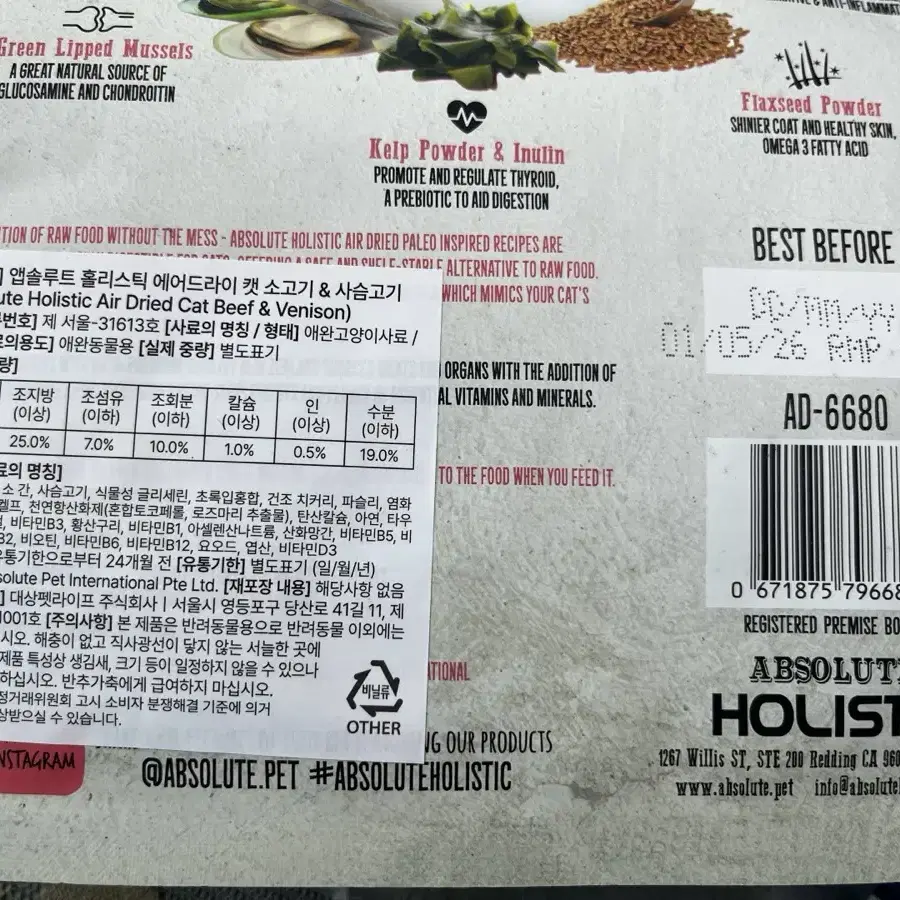 Green Lipped Mussels
A GREAT NATURAL SOURCE OF
GLUCOSAMINE AND CHONDROITIN
Kelp Powder & Inulin
PROMOTE AND REGULATE THYROID,
A PREBIOTIC TO AID DIGESTION
Flaxseed Powder
SHINIER COAT AND HEALTHY SKIN,
OMEGA 3 FATTY ACID
OF RAW FOOD WITHOUT THE MESS - ABSOLUTE HOLISTIC AIR DRIED PALEO INSPIRED RECIPES ARE
FOR CATS, OFFERING A SAFE AND SHELF-STABLE ALTERNATIVE TO RAW FOOD.
WHICH MIMICS YOUR CAT'S
ORGANS WITH THE ADDITION OF
VITAMINS AND MINERALS.
TO THE FOOD WHEN YOU FEED IT.
앱솔루트 홀리스틱 에어드라이 캣 소고기 & 사슴고기
Holistic Air Dried Cat Beef & Venison)
제 서울-31613호 [사료의 명칭 / 형태] 애완고양이사료 /
애완동물용 [실제 중량] 별도표기
조지방 (이상) 조섬유 (이하) 조회분 (이하) 칼슘 (이상) 인 (이상) 수분 (이하)
25.0% 7.0% 10.0% 1.0% 0.5% 19.0%
명칭]
소 간, 사슴고기, 식물성 글리세린, 초록입홍합, 건조 치커리, 파슬리, 염화
켈프, 천연항산화제(혼합토코페롤, 로즈마리 추출물), 탄산칼슘, 아연, 타우
비타민B3, 황산구리, 비타민B1, 아셀렌산나트륨, 산화망간, 비타민B5, 비
B2, 비오틴, 비타민B6, 비타민B12, 요오드, 엽산, 비타민D3
유통기한으로부터 24개월 전 [유통기한] 별도표기 (일/월/년)
Pet International Pte Ltd. [재포장 내용] 해당사항 없음
대상펫라이프 주식회사 | 서울시 영등포구 당산로 41길 11, 제
1001호 [주의사항] 본 제품은 반려동물용으로 반려동물 이외에는
시오. 해충이 없고 직사광선이 닿지 않는 서늘한 곳에
제품 특성상 생김새, 크기 등이 일정하지 않을 수 있으나
하십시오. 반추가축에게 급여하지 마십시오.
정거래위원회 고시 소비자 분쟁해결 기준에 의거
받으실 수 있습니다.
비닐류
OTHER
OUR PRODUCTS
@ABSOLUTE.PET #ABSOLUTEHOLISTIC
BEST BEFORE
DD/MM/YY
01/05/26 RMP
AD-6680
0 671875 79668
REGISTERED PREMISE
ABSOLUT
HOLIST
1267 Willis ST, STE 200 Redding CA 960
www.absolute.pet info@absolute